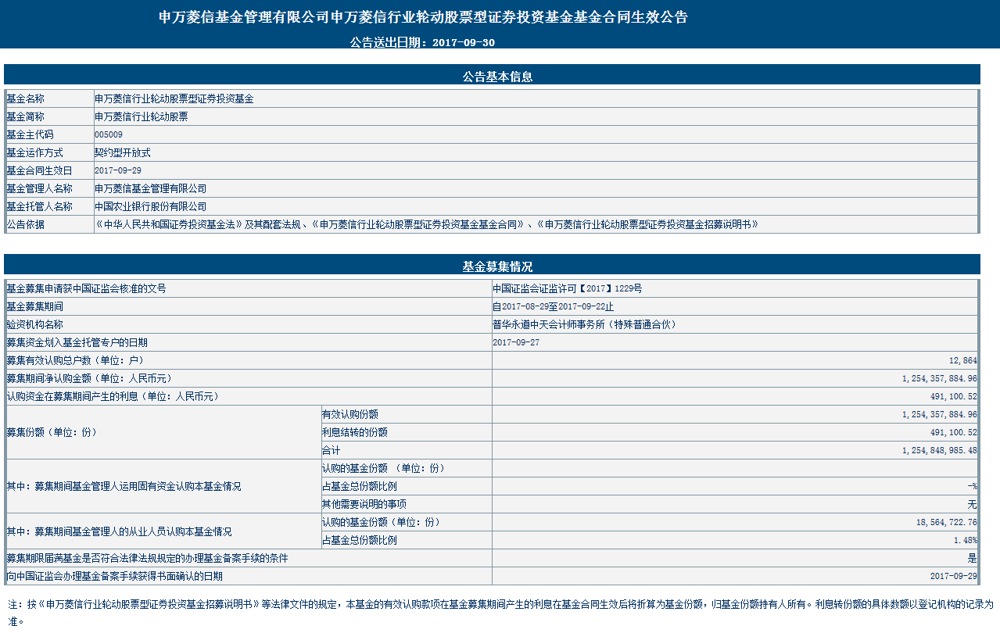 申万菱信基金管理有限公司申万菱信行业轮动股票型证券投资基金基金合同生效公告
公告送出日期：2017-09-30
公告基本信息
基金名称 申万菱信行业轮动股票型证券投资基金
基金简称 申万菱信行业轮动股票
基金主代码 005009
基金运作方式 契约型开放式
基金合同生效日 2017-09-29
基金管理人名称 申万菱信基金管理有限公司
基金托管人名称 中国农业银行股份有限公司
公告依据 《中华人民共和国证券投资基金法》及其配套法规、《申万菱信行业轮动股票型证券投资基金基金合同》、《申万菱信行业轮动股票型证券投资基金招募说明书》
基金募集情况
基金募集申请获中国证监会核准的文号 中国证监会证监许可【2017】1229号
基金募集期间 自2017-08-29至2017-09-22止
验资机构名称 普华永道中天会计师事务所（特殊普通合伙）
募集资金划入基金托管专户的日期 2017-09-27
募集有效认购总户数（单位：户） 12,864
募集期间净认购金额（单位：人民币元） 1,254,357,884.96
认购资金在募集期间产生的利息（单位：人民币元） 491,100.52
募集份额（单位：份） 有效认购份额 1,254,357,884.96
利息结转的份额 491,100.52
合计 1,254,848,985.48
其中：募集期间基金管理人运用固有资金认购本基金情况 认购的基金份额 （单位：份）
占基金总份额比例 -%
其他需要说明的事项 无
其中：募集期间基金管理人的从业人员认购本基金情况 认购的基金份额（单位：份） 18,564,722.76
占基金总份额比例 1.48%
募集期限届满基金是否符合法律法规规定的办理基金备案手续的条件 是
向中国证监会办理基金备案手续获得书面确认的日期 2017-09-29
注：按《申万菱信行业轮动股票型证券投资基金招募说明书》等法律文件的规定，本基金的有效认购款项在基金募集期间产生的利息在基金合同生效后将折算为基金份额，归基金份额持有人所有。利息转份额的具体数额以登记机构的记录为
准。